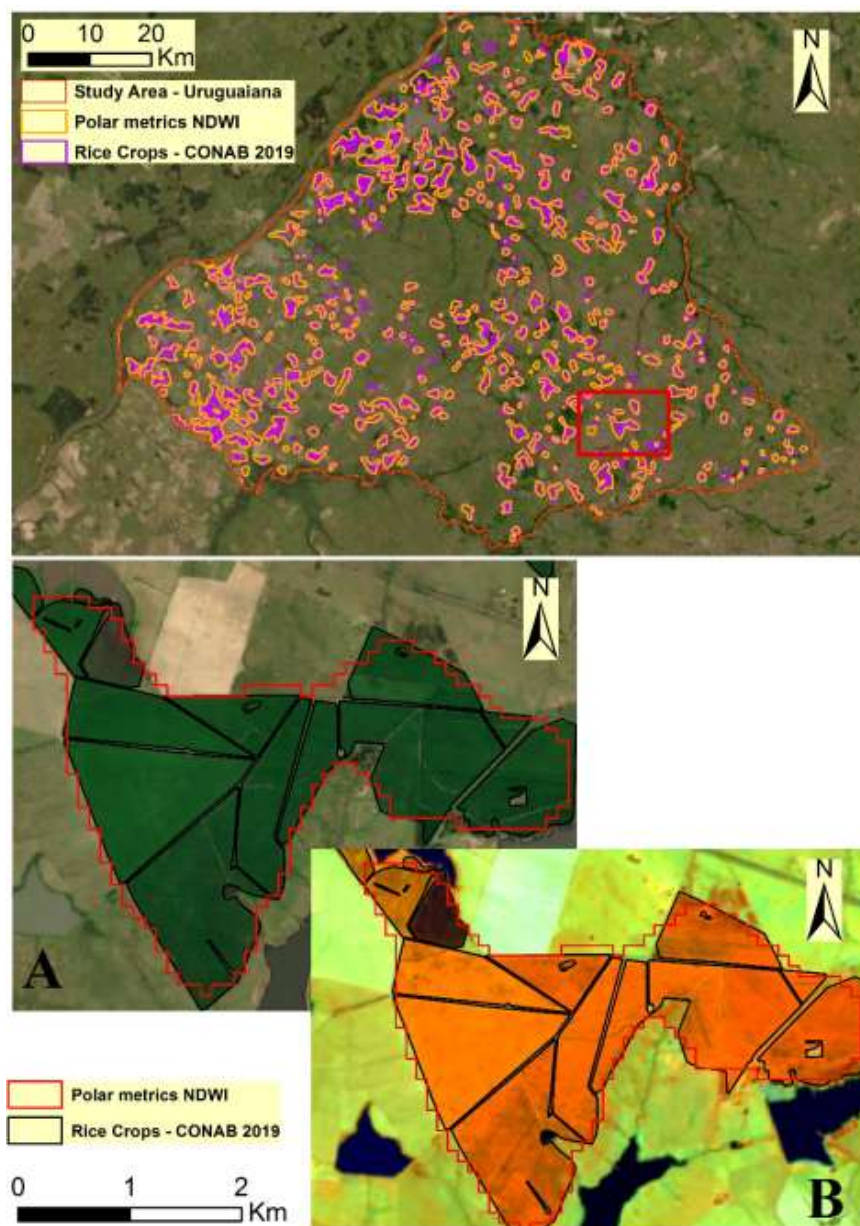 0 10 20
Km
N
Study Area - Uruguaiana
Polar metrics NDWI
Rice Crops - CONAB 2019
N
A
N
Polar metrics NDWI
Rice Crops - CONAB 2019
0 1 2
Km
B